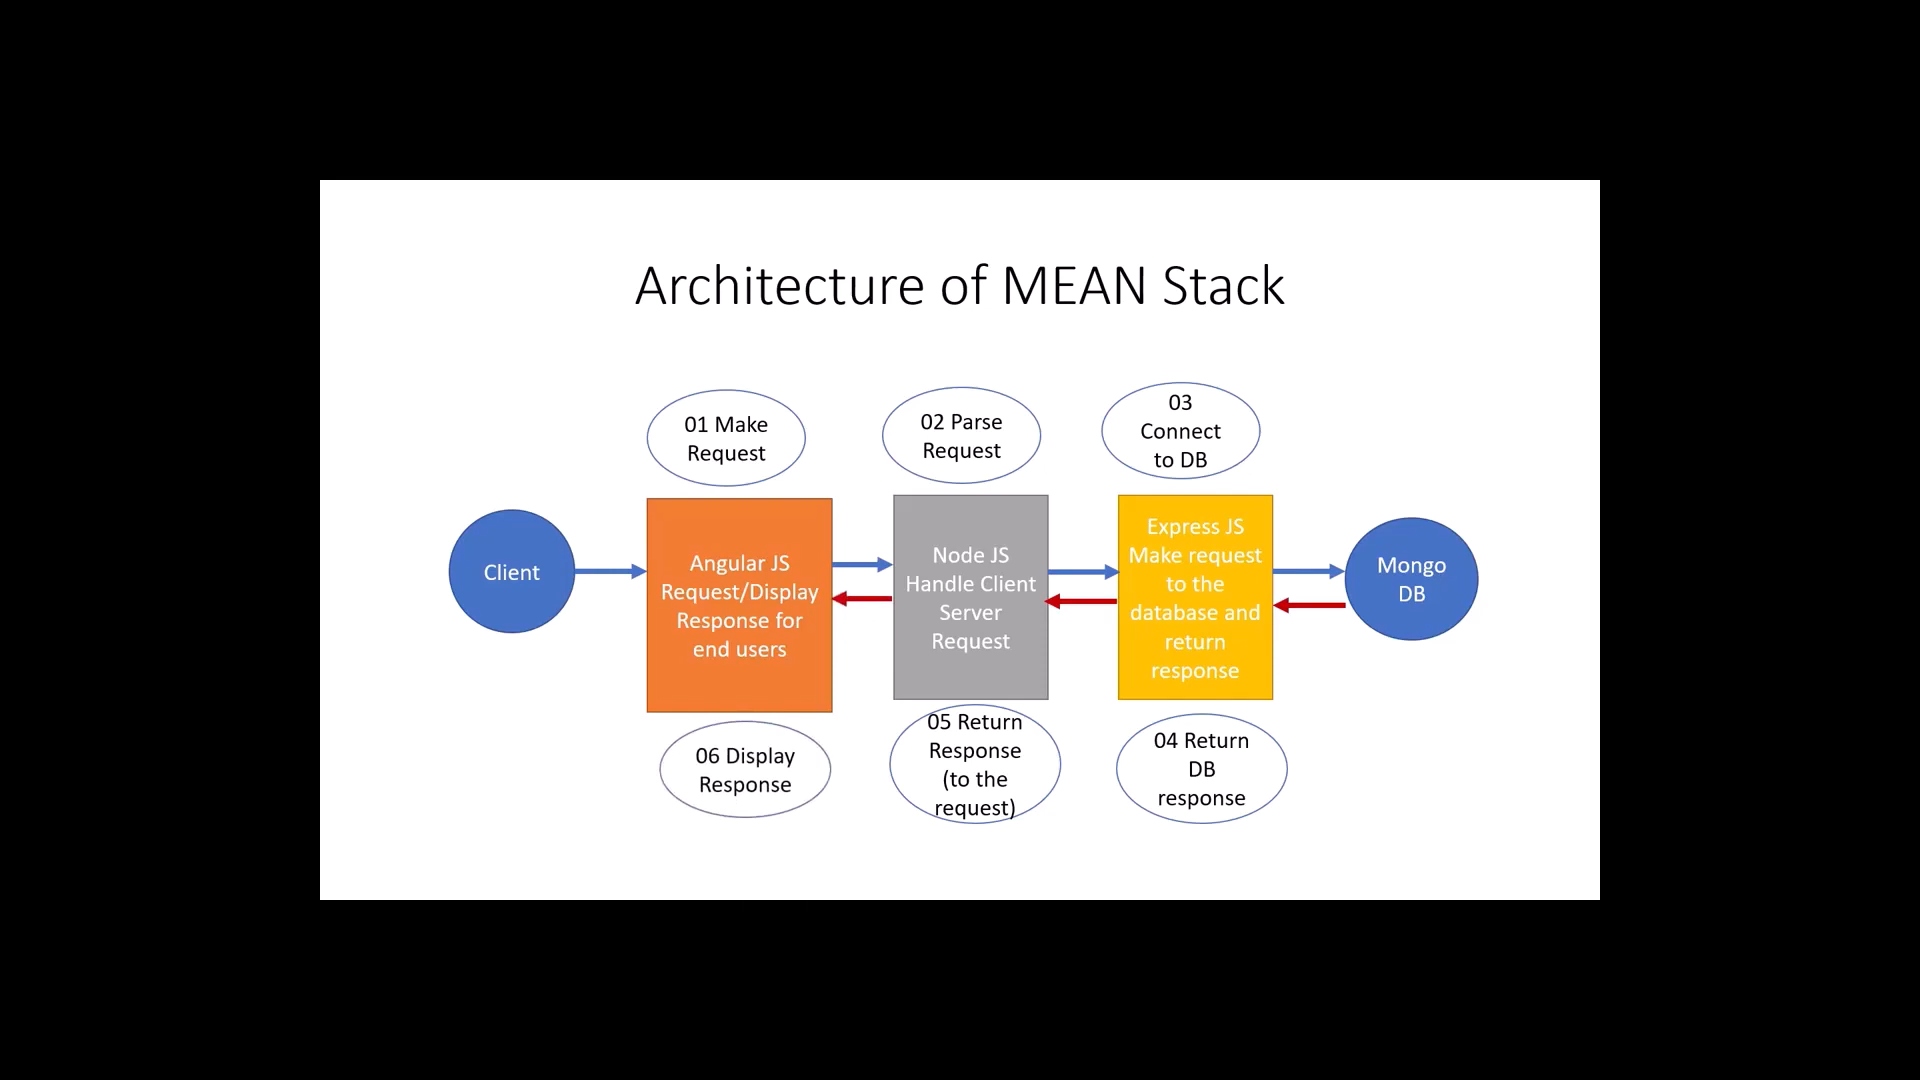 Architecture of MEAN Stack
01 Make
Request
02 Parse
Request
03
Connect
to DB
Client
Angular JS
Request/Display
Response for
end users
Node JS
Handle Client
Server
Request
Express JS
Make request
to the
database and
return
response
Mongo
DB
06 Display
Response
05 Return
Response
(to the
request)
04 Return
DB
response